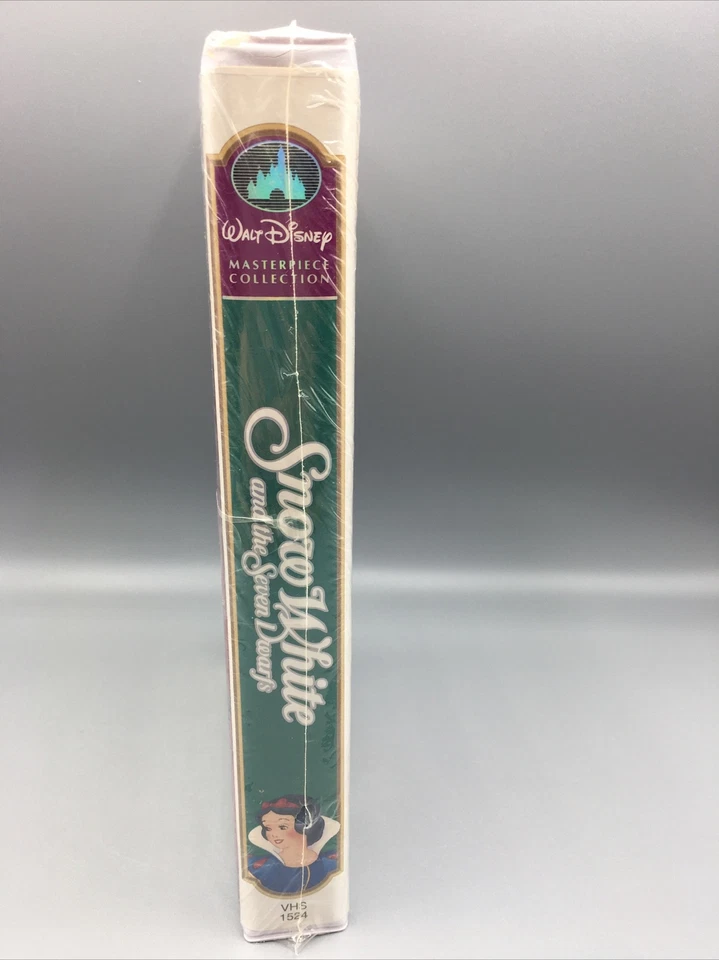 WALT DISNEY
MASTERPIECE
COLLECTION
Snow White
and the Seven Dwarfs
VHS
1524